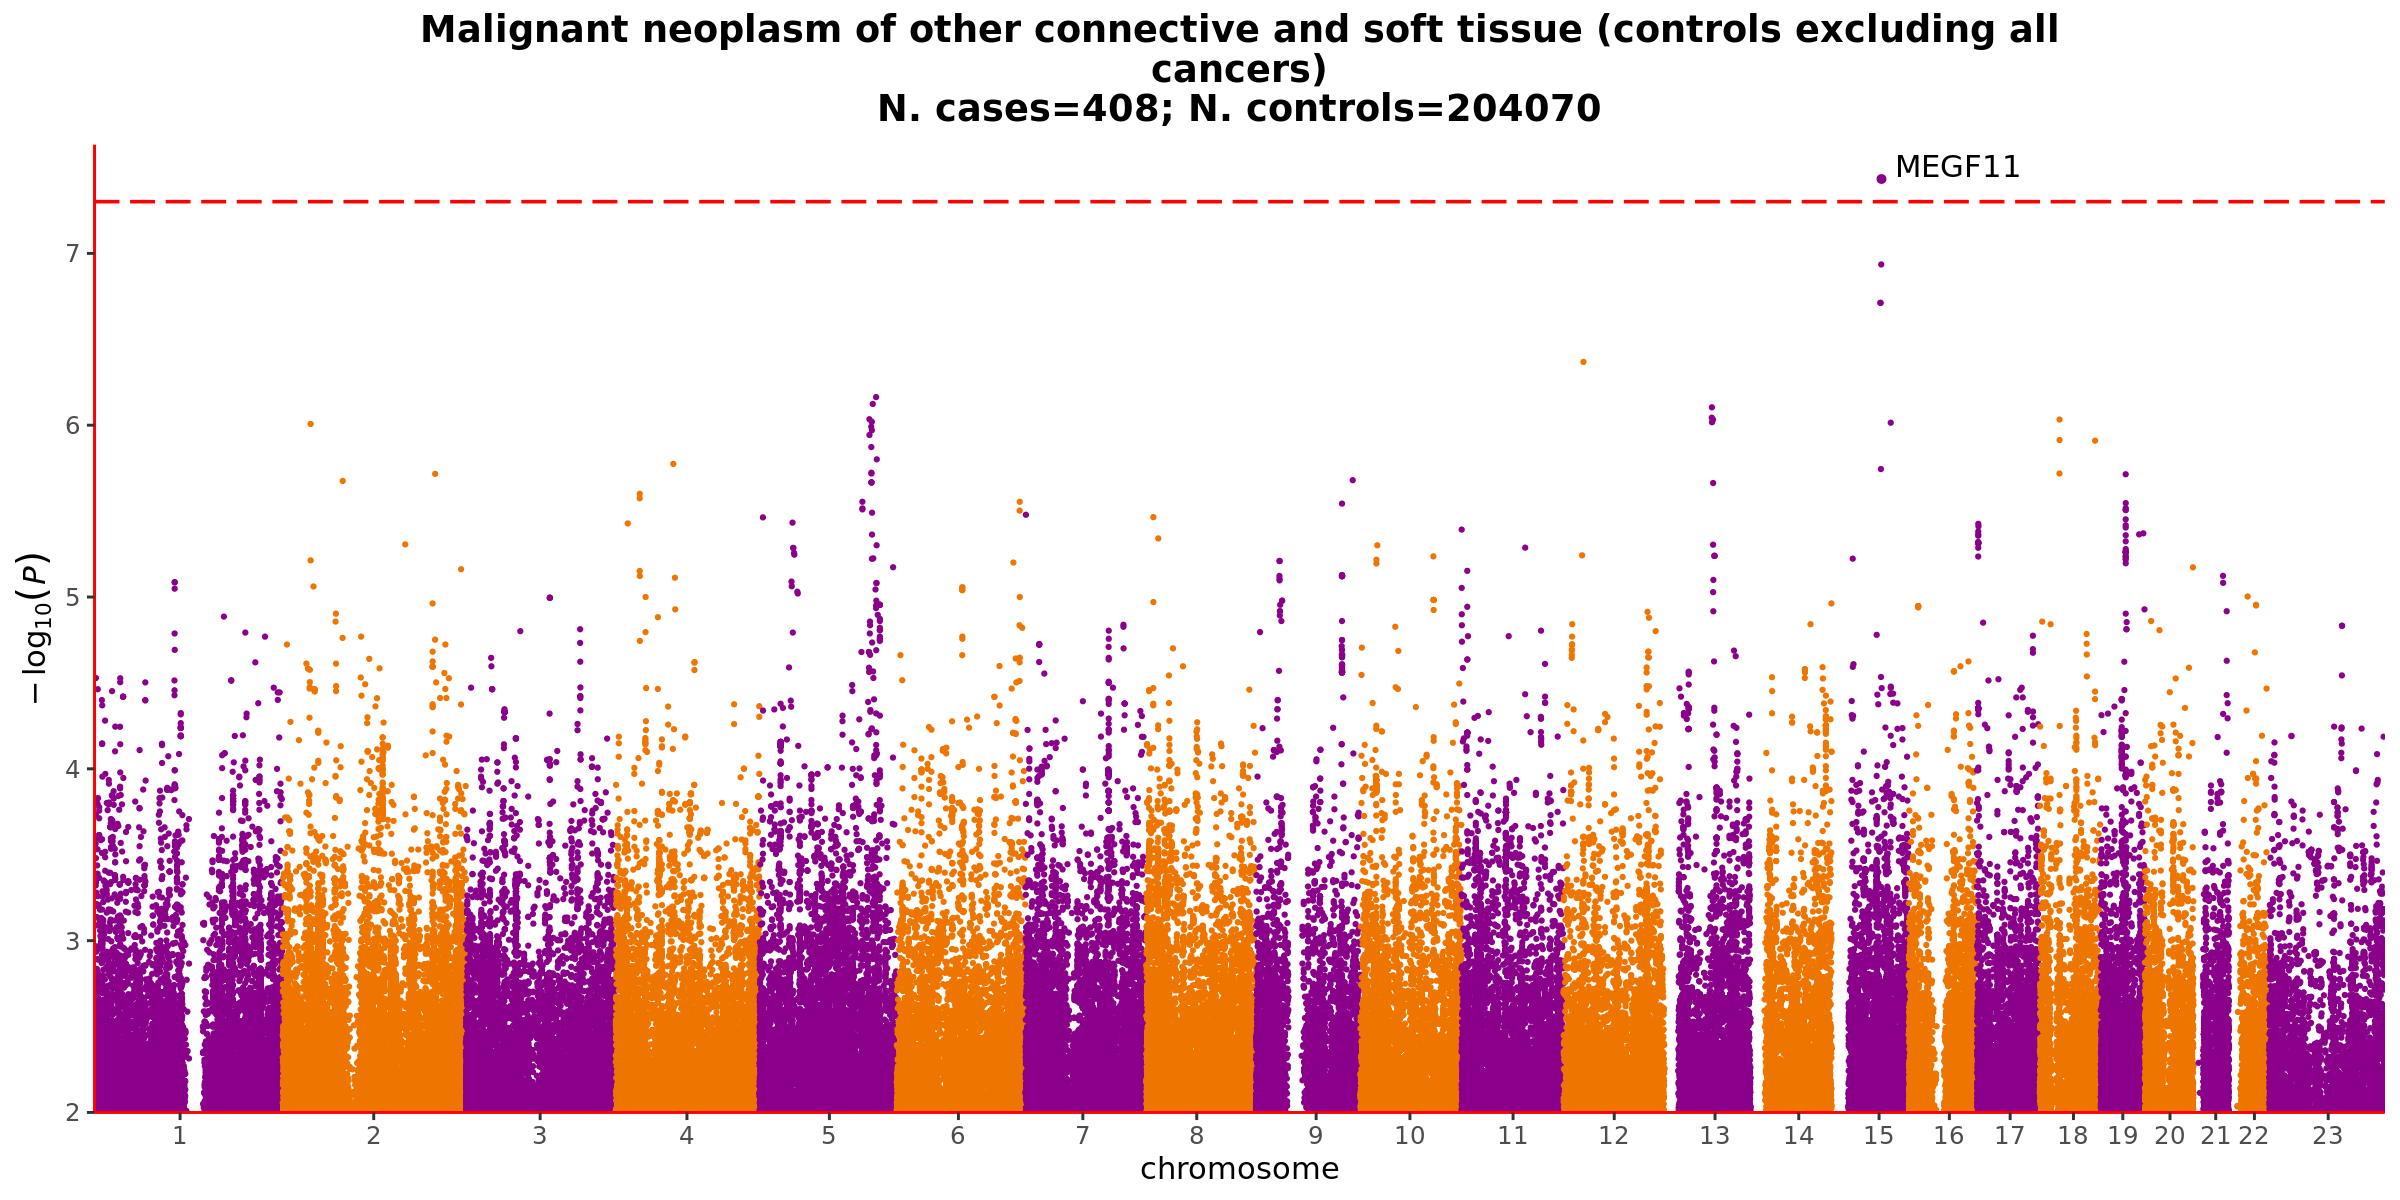 Malignant neoplasm of other connective and soft tissue (controls excluding all
cancers)
N. cases=408; N. controls=204070
MEGF11
7
6
5
4
3
2
−log₁₀(P)
1 2 3 4 5 6 7 8 9 10 11 12 13 14 15 16 17 18 19 20 21 22 23
chromosome